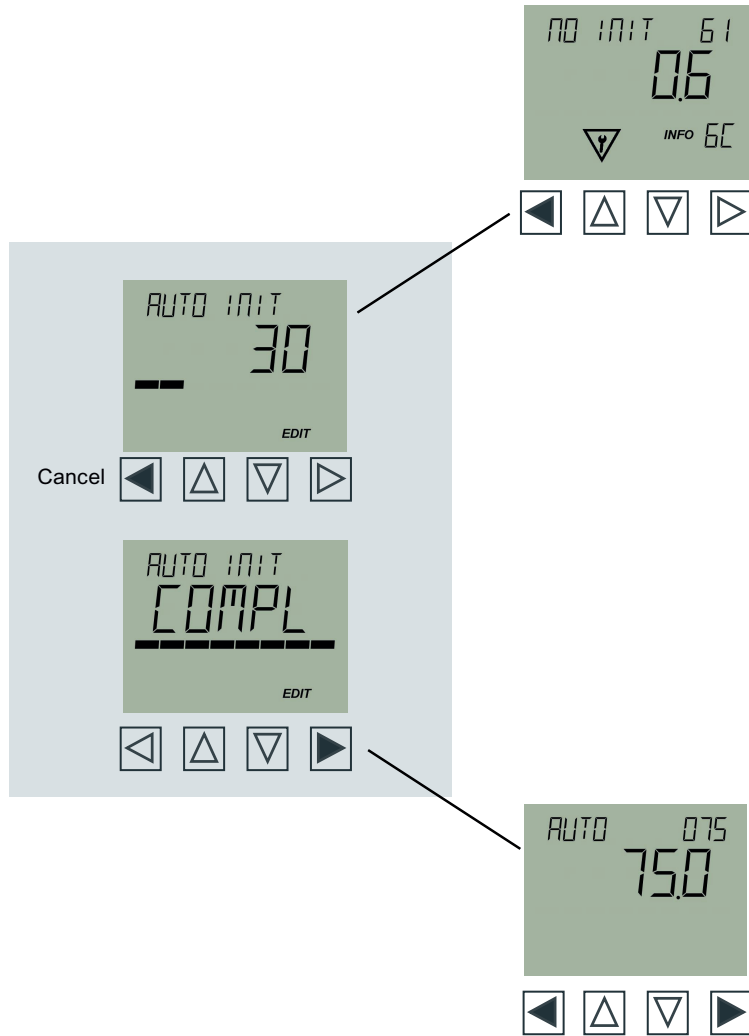 NO INIT 61
0.6
INFO 6C
AUTO INIT
30
EDIT
Cancel
AUTO INIT
COMPL
EDIT
AUTO 075
75.0